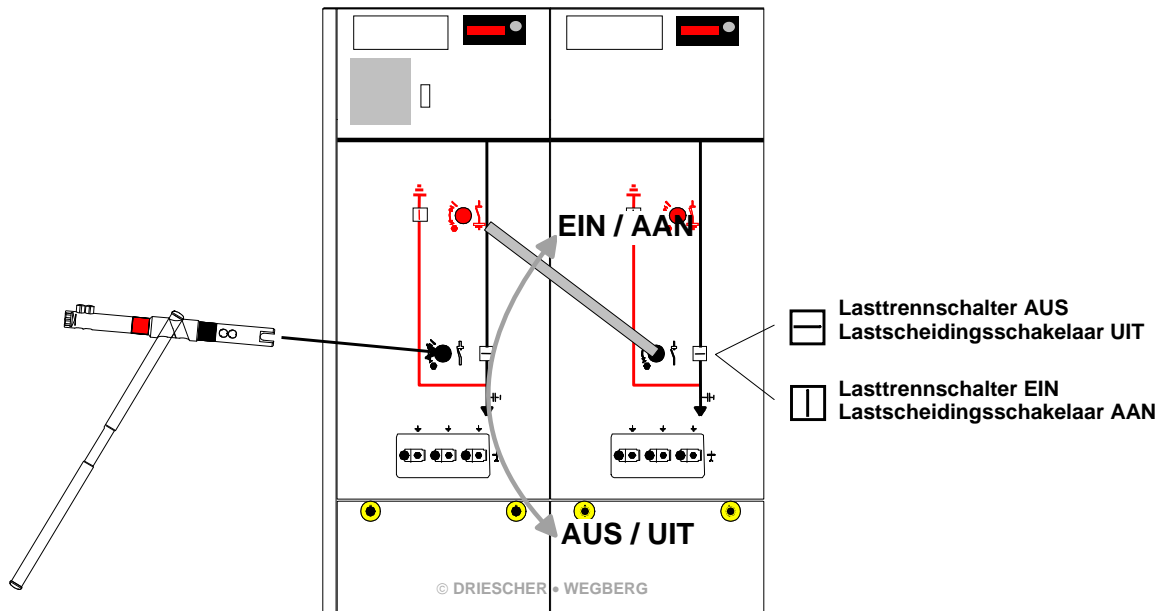 EIN / AAN
Lasttrennschalter AUS
Lastscheidingsschakelaar UIT
Lasttrennschalter EIN
Lastscheidingsschakelaar AAN
AUS / UIT
© DRIESCHER • WEGBERG